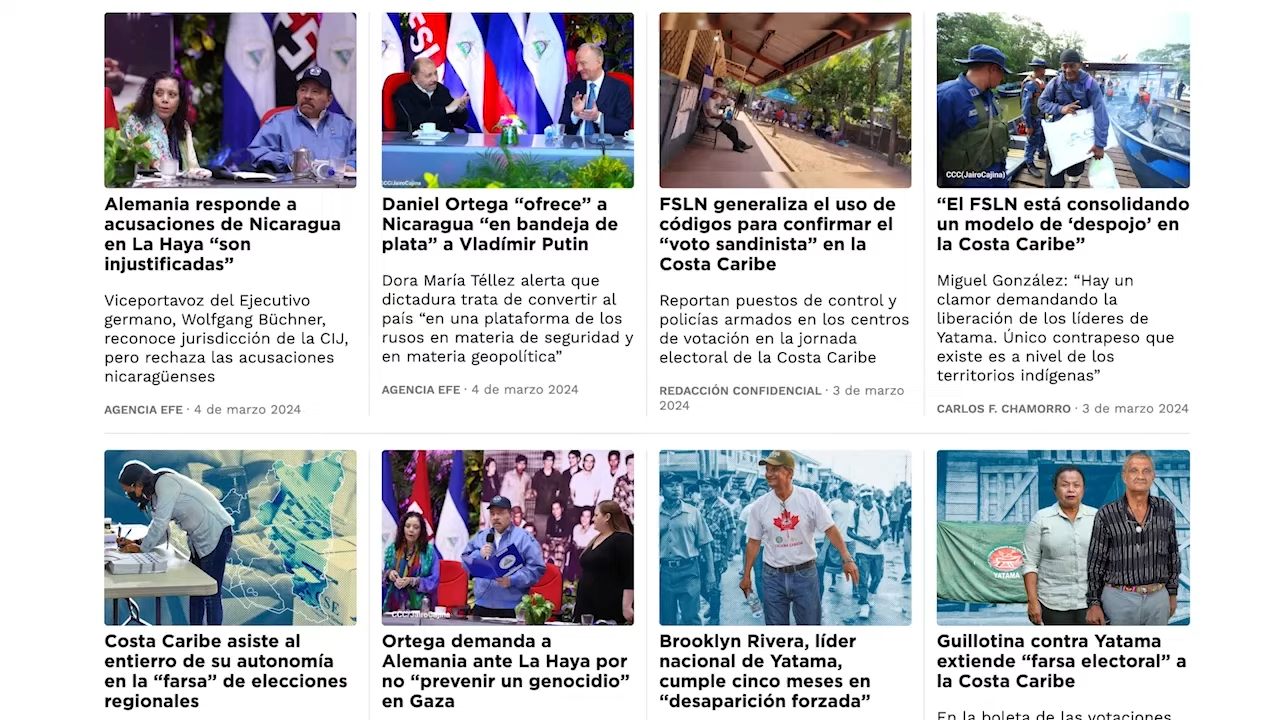 FSL
CCC(JairoCajina)
CCC(JairoCajina)
Alemania responde a
acusaciones de Nicaragua
en La Haya “son
injustificadas”
Viceportavoz del Ejecutivo
germano, Wolfgang Büchner,
reconoce jurisdicción de la CIJ,
pero rechaza las acusaciones
nicaragüenses
AGENCIA EFE · 4 de marzo 2024
Daniel Ortega “ofrece” a
Nicaragua “en bandeja de
plata” a Vladímir Putin
Dora María Téllez alerta que
dictadura trata de convertir al
país “en una plataforma de los
rusos en materia de seguridad y
en materia geopolítica”
AGENCIA EFE · 4 de marzo 2024
FSLN generaliza el uso de
códigos para confirmar el
“voto sandinista” en la
Costa Caribe
Reportan puestos de control y
policías armados en los centros
de votación en la jornada
electoral de la Costa Caribe
REDACCIÓN CONFIDENCIAL · 3 de marzo
2024
“El FSLN está consolidando
un modelo de ‘despojo’ en
la Costa Caribe”
Miguel González: “Hay un
clamor demandando la
liberación de los líderes de
Yatama. Único contrapeso que
existe es a nivel de los
territorios indígenas”
CARLOS F. CHAMORRO · 3 de marzo 2024
CCC(JairoCajina)
YATAMA
Costa Caribe asiste al
entierro de su autonomía
en la “farsa” de elecciones
regionales
Ortega demanda a
Alemania ante La Haya por
no “prevenir un genocidio”
en Gaza
Brooklyn Rivera, líder
nacional de Yatama,
cumple cinco meses en
“desaparición forzada”
Guillotina contra Yatama
extiende “farsa electoral” a
la Costa Caribe
En la boleta de las votaciones